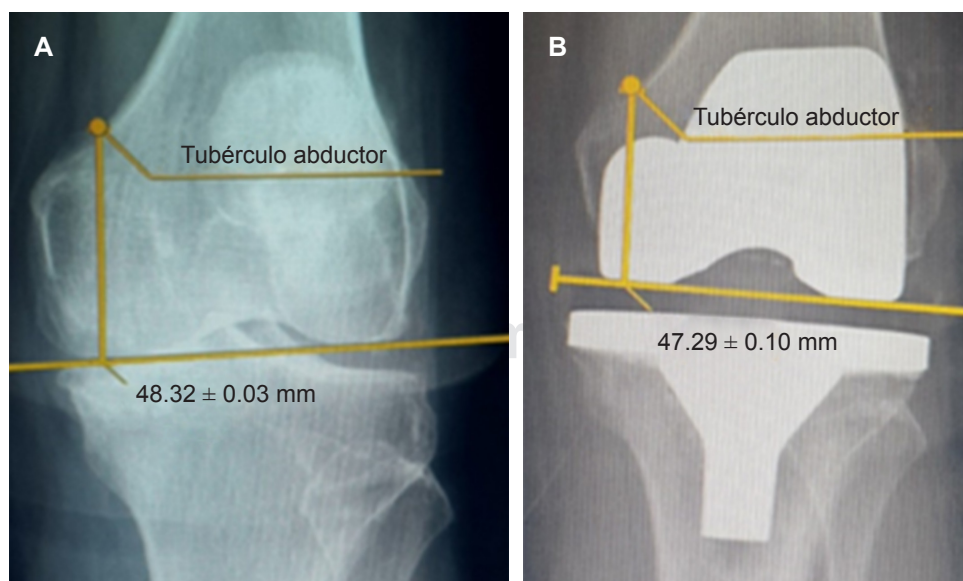 A
Tubérculo abductor
48.32 ± 0.03 mm
B
Tubérculo abductor
47.29 ± 0.10 mm